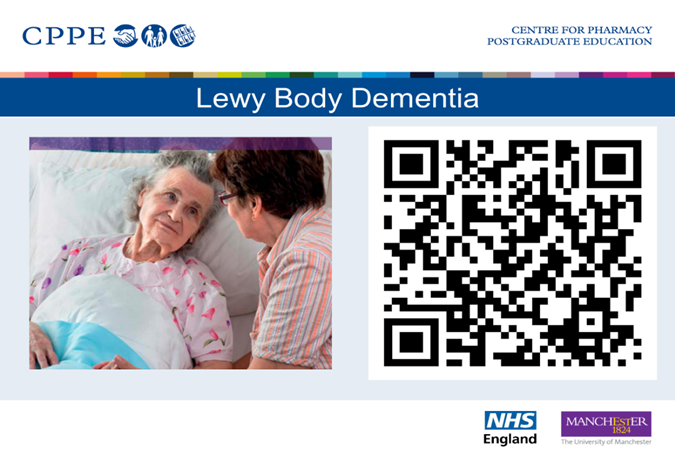 CPPE
CENTRE FOR PHARMACY
POSTGRADUATE EDUCATION
Lewy Body Dementia
NHS
England
MANCHESTER
1824
The University of Manchester